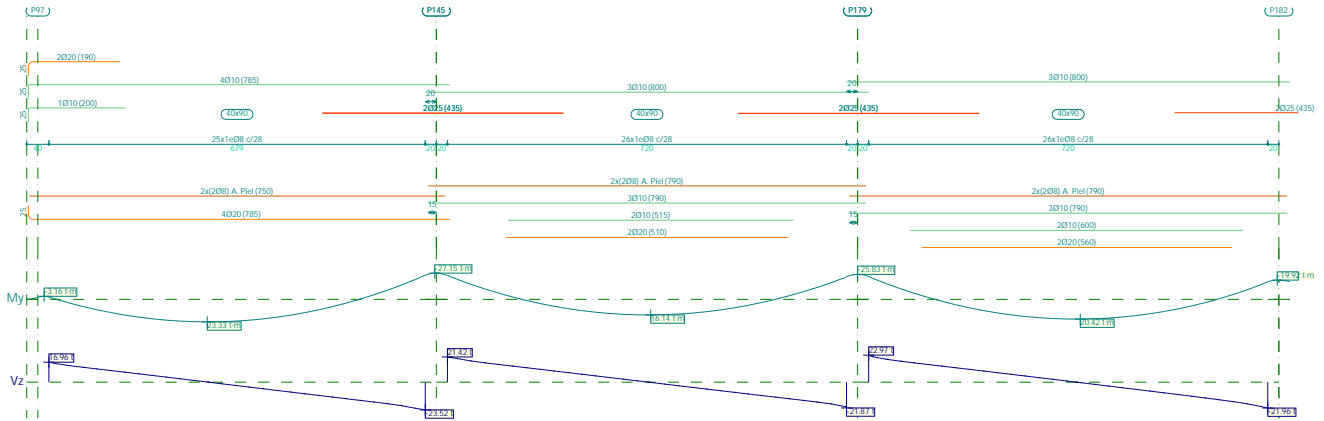 P97 P145 P179 P182
2Ø20 (190)
25
4Ø10 (785)
3Ø10 (800)
20
25
3Ø10 (800)
20
1Ø10 (200)
25
40x90
2Ø25 (435)
40x90
2Ø25 (435)
40x90
2Ø25 (435)
25x1eØ8 c/28
26x1eØ8 c/28
26x1eØ8 c/28
40 679 20 20 720 20 20 720 20
2x(2Ø8) A. Piel (790)
2x(2Ø8) A. Piel (750)
2x(2Ø8) A. Piel (790)
3Ø10 (790)
15
25
4Ø20 (785)
2Ø10 (515)
15
3Ø10 (790)
2Ø20 (510)
2Ø10 (600)
2Ø20 (560)
-27.15 t·m
-25.83 t·m
-19.92 t·m
-3.16 t·m
My
23.33 t·m
16.14 t·m
20.42 t·m
16.96 t
21.42 t
22.97 t
Vz
-23.52 t
-21.87 t
-21.96 t